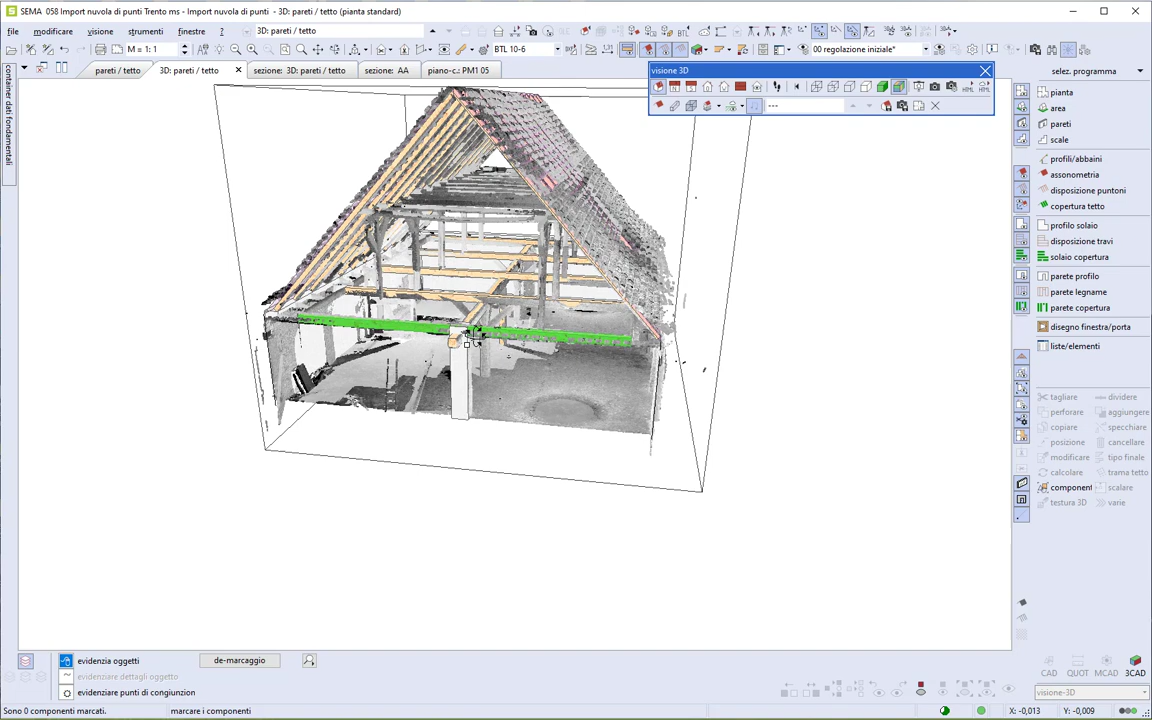 SEMA  058 Import nuvola di punti Trento ms - Import nuvola di punti  - 3D: pareti / tetto (pianta standard)
file modificare visione strumenti finestre ? 3D: pareti / tetto
M = 1: 1 BTL 10-6 00 regolazione iniziale*
pareti / tetto 3D: pareti / tetto sezione:  3D: pareti / tetto sezione:  AA piano-c.: PM1 05
visione 3D
---
container dati fondamentali
selez. programma
pianta
area
pareti
scale
profili/abbaini
assonometria
disposizione puntoni
copertura tetto
profilo solaio
disposizione travi
solaio copertura
parete profilo
parete legname
parete copertura
disegno finestra/porta
liste/elementi
tagliare dividere
perforare aggiungere
copiare specchiare
posizione cancellare
modificare tipo finale
calcolare trama tetto
component scalare
testura 3D varie
CAD QUOT MCAD 3CAD
visione-3D
evidenzia oggetti de-marcaggio
evidenziare dettagli oggetto
evidenziare punti di congiunzion
Sono 0 componenti marcati. marcare i componenti X: -0,013 Y: -0,009